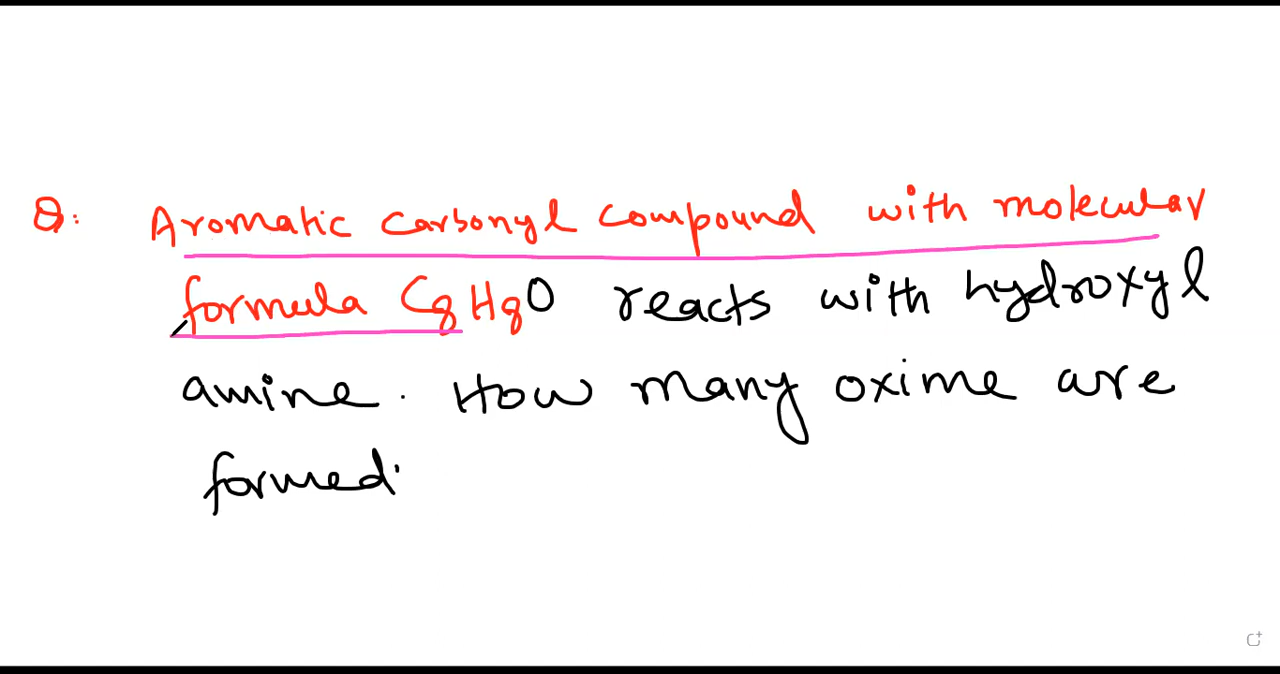 Q: Aromatic carbonyl compound with molecular
formula C8H8O reacts with hydroxyl
amine. How many oxime are
formed.